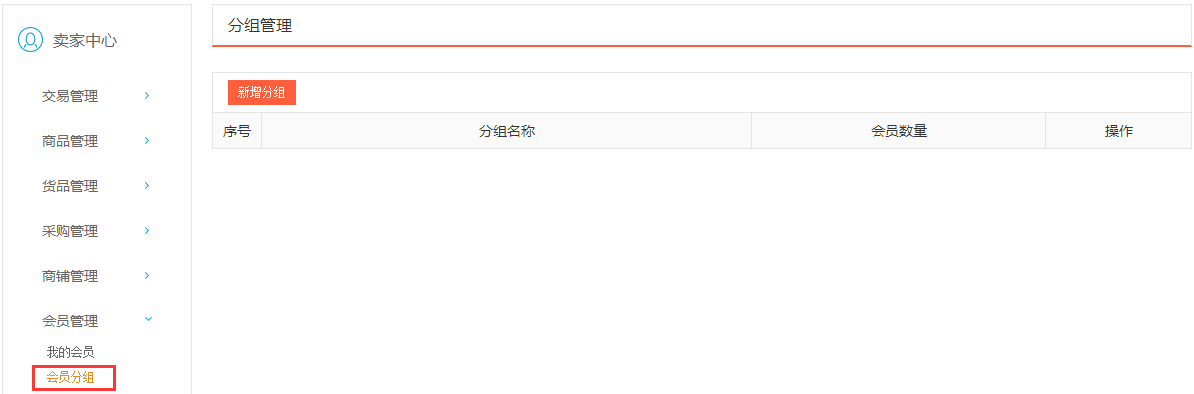 卖家中心
交易管理
商品管理
货品管理
采购管理
商铺管理
会员管理
我的会员
会员分组
分组管理
新增分组
序号 分组名称 会员数量 操作